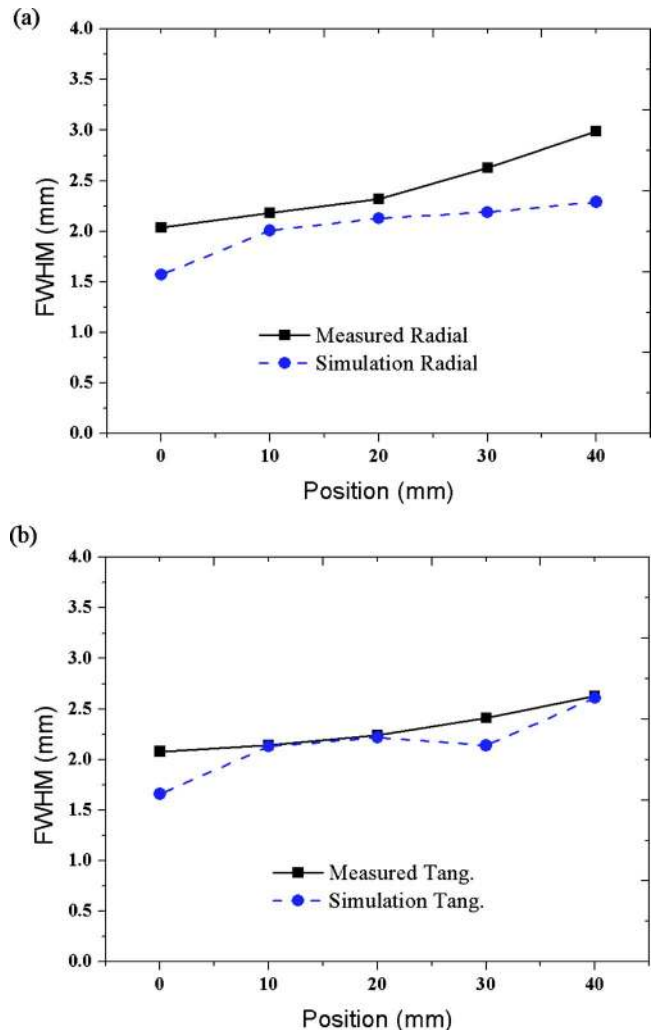 (a)
4.0
3.5
3.0
2.5
2.0
1.5
1.0
0.5
0.0
FWHM (mm)
Measured Radial
Simulation Radial
0 10 20 30 40
Position (mm)
(b)
4.0
3.5
3.0
2.5
2.0
1.5
1.0
0.5
0.0
FWHM (mm)
Measured Tang.
Simulation Tang.
0 10 20 30 40
Position (mm)